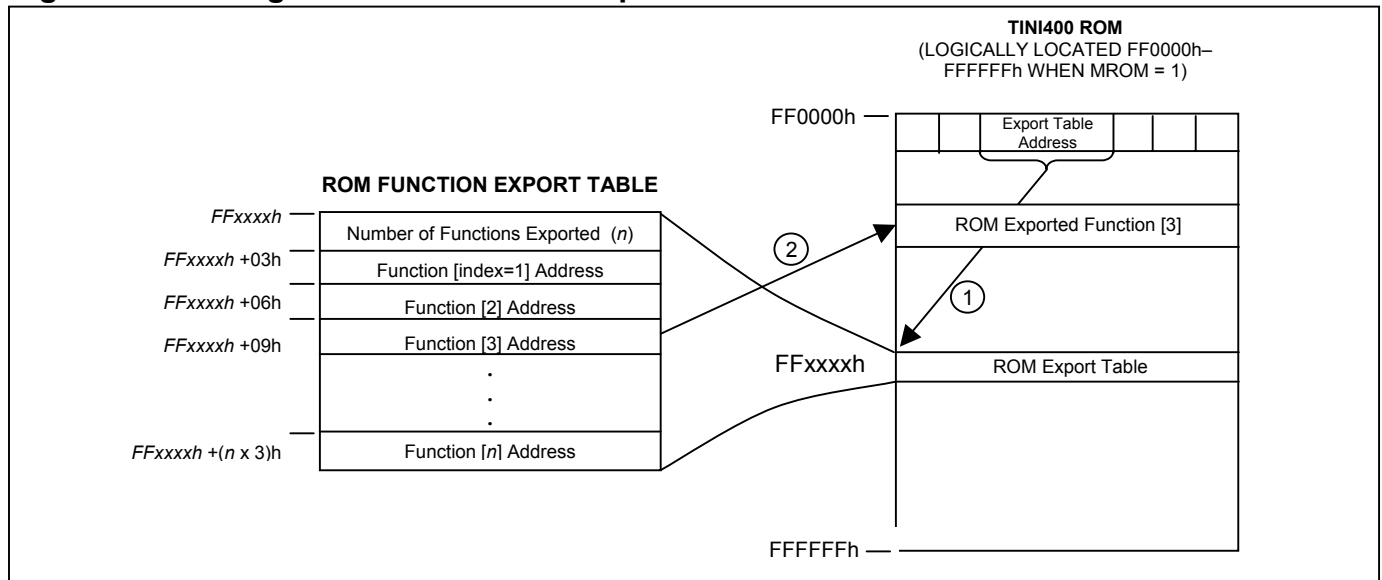 TINI400 ROM
(LOGICALLY LOCATED FF0000h–
FFFFFFh WHEN MROM = 1)
FF0000h
Export Table
Address
ROM FUNCTION EXPORT TABLE
FFxxxxh
Number of Functions Exported (n)
ROM Exported Function [3]
2
FFxxxxh +03h
Function [index=1] Address
1
FFxxxxh +06h
Function [2] Address
FFxxxxh +09h
Function [3] Address
FFxxxxh
ROM Export Table
.
.
.
FFxxxxh +(n x 3)h
Function [n] Address
FFFFFFh